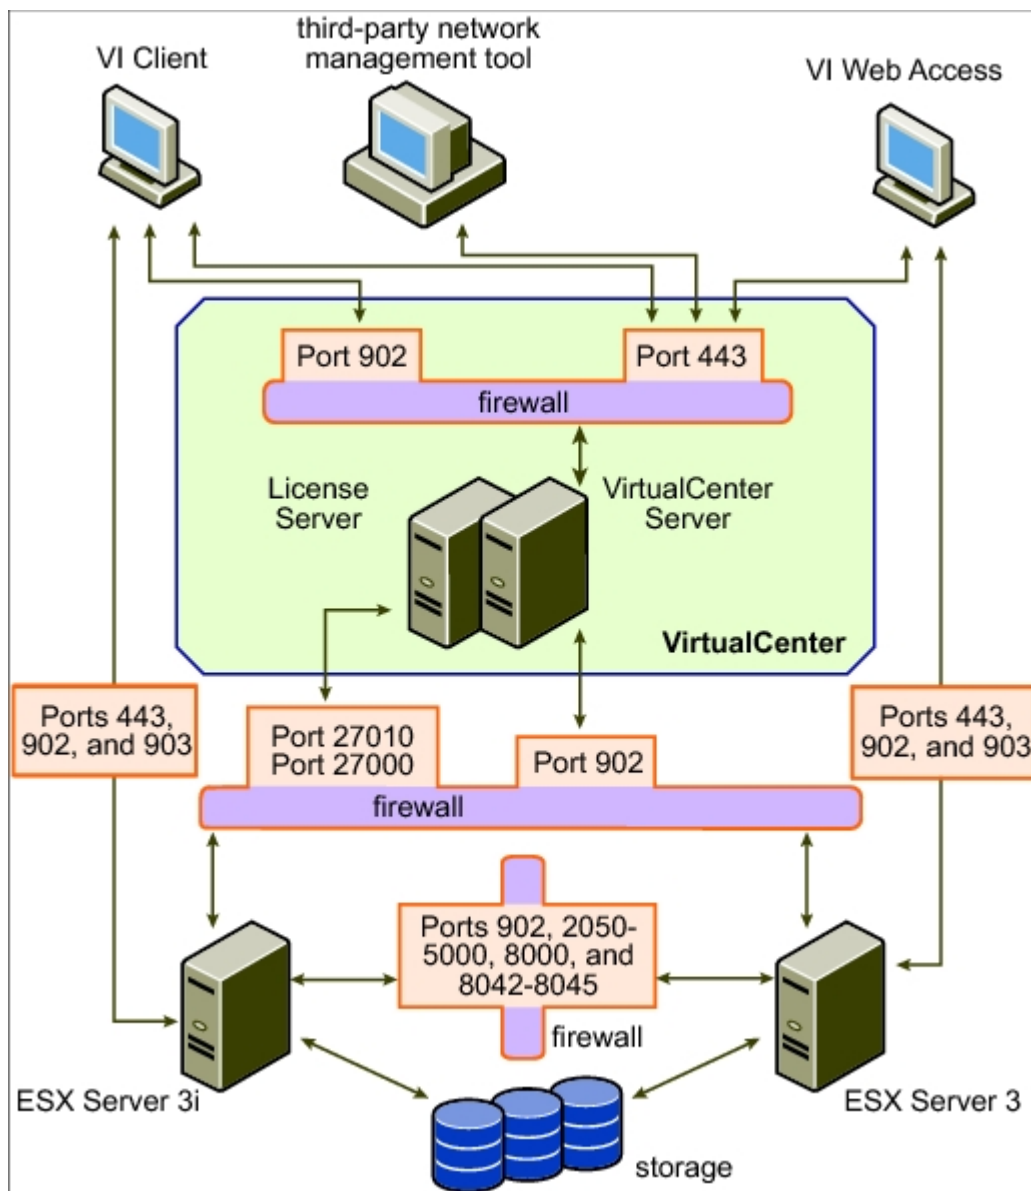 VI Client
third-party network
management tool
VI Web Access
Port 902
Port 443
firewall
License
Server
VirtualCenter
Server
VirtualCenter
Ports 443,
902, and 903
Port 27010
Port 27000
Port 902
Ports 443,
902, and 903
firewall
Ports 902, 2050-
5000, 8000, and
8042-8045
firewall
ESX Server 3i
ESX Server 3
storage